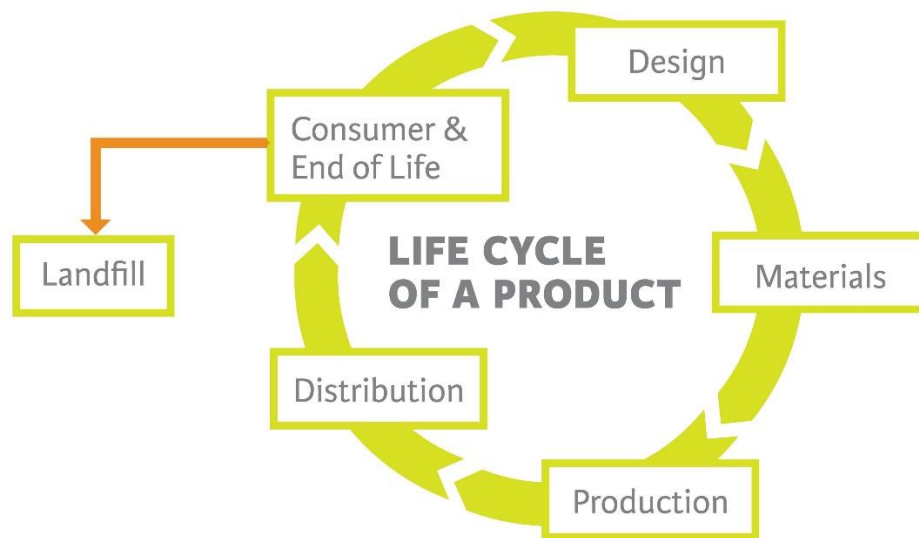 Design
Consumer &
End of Life
Landfill
LIFE CYCLE
OF A PRODUCT
Materials
Distribution
Production